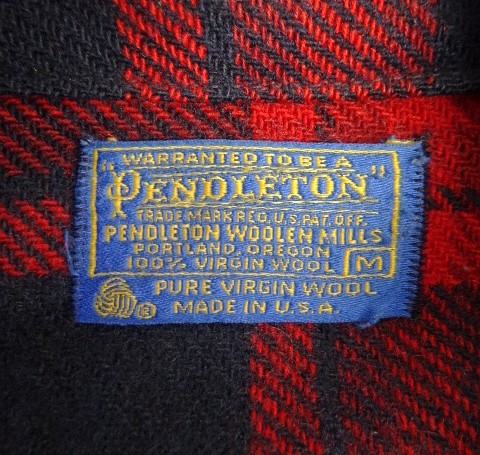 WARRANTED TO BE A
"PENDLETON"
TRADE MARK REG. U.S. PAT. OFF.
PENDLETON WOOLEN MILLS
PORTLAND, OREGON
100% VIRGIN WOOL M
PURE VIRGIN WOOL
® MADE IN U.S.A.